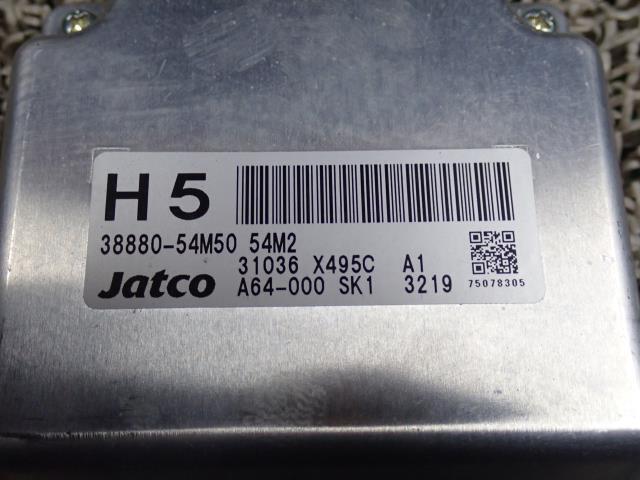 H5
38880-54M50 54M2
31036 X495C A1
Jatco A64-000 SK1 3219
75078305